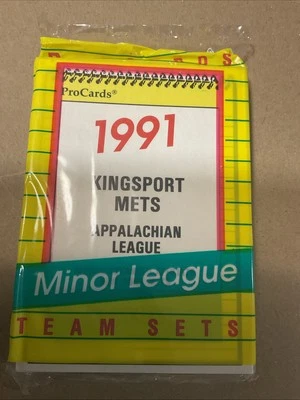 ProCards®
1991
KINGSPORT
METS
APPALACHIAN
LEAGUE
Minor League
TEAM SETS